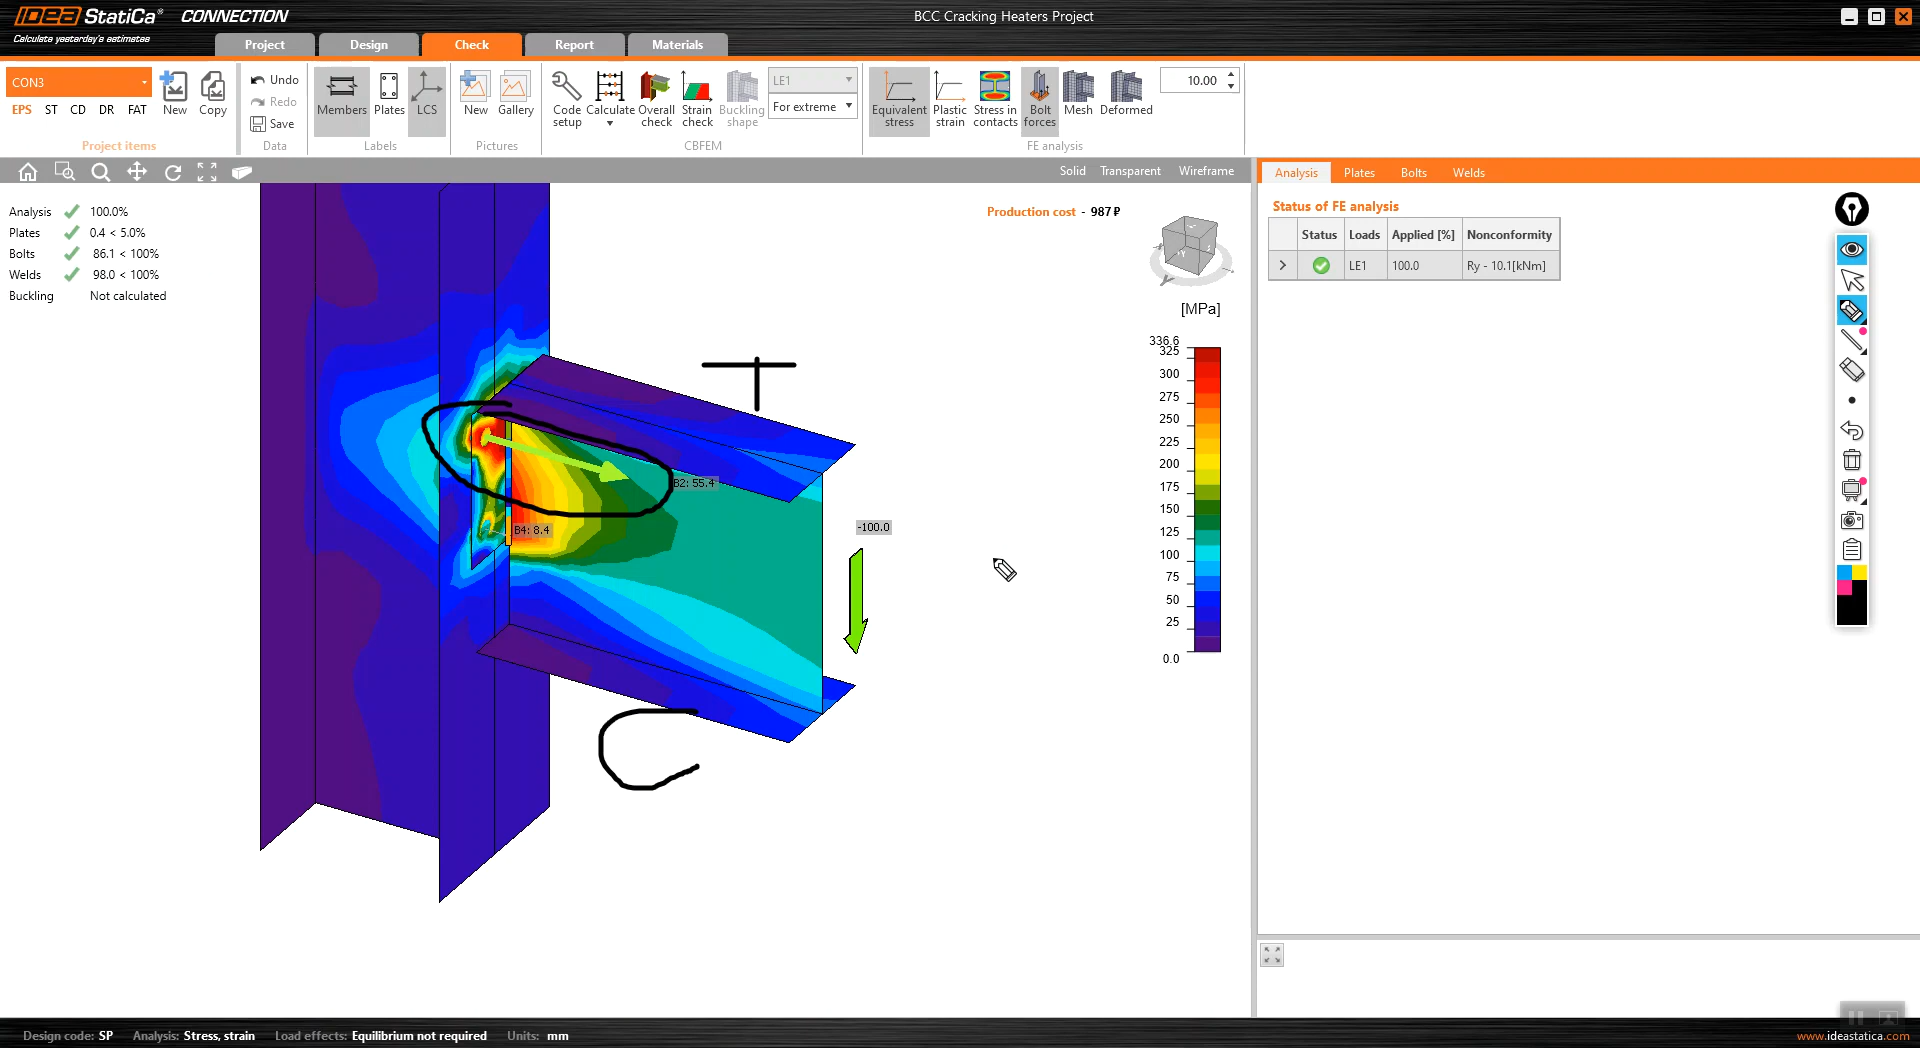 IDEA StatiCa® CONNECTION
Calculate yesterday's estimates
BCC Cracking Heaters Project
Project
Design
Check
Report
Materials
CON3
EPS ST CD DR FAT
New
Copy
Project items
Undo
Redo
Save
Data
Members
Plates
LCS
Labels
New
Gallery
Pictures
Code setup
Calculate
Overall check
Strain check
Buckling shape
LE1
For extreme
CBFEM
Equivalent stress
Plastic strain
Stress in contacts
Bolt forces
Mesh
Deformed
10.00
FE analysis
Solid Transparent Wireframe
Analysis 100.0%
Plates 0.4 < 5.0%
Bolts 86.1 < 100%
Welds 98.0 < 100%
Buckling Not calculated
Production cost - 987 ₽
[MPa]
336.6
325
300
275
250
225
200
175
150
125
100
75
50
25
0.0
T
B2: 55.4
B4: 8.4
-100.0
C
Analysis Plates Bolts Welds
Status of FE analysis
Status Loads Applied [%] Nonconformity
LE1 100.0 Ry - 10.1[kNm]
Design code: SP Analysis: Stress, strain Load effects: Equilibrium not required Units: mm
www.ideastatica.com